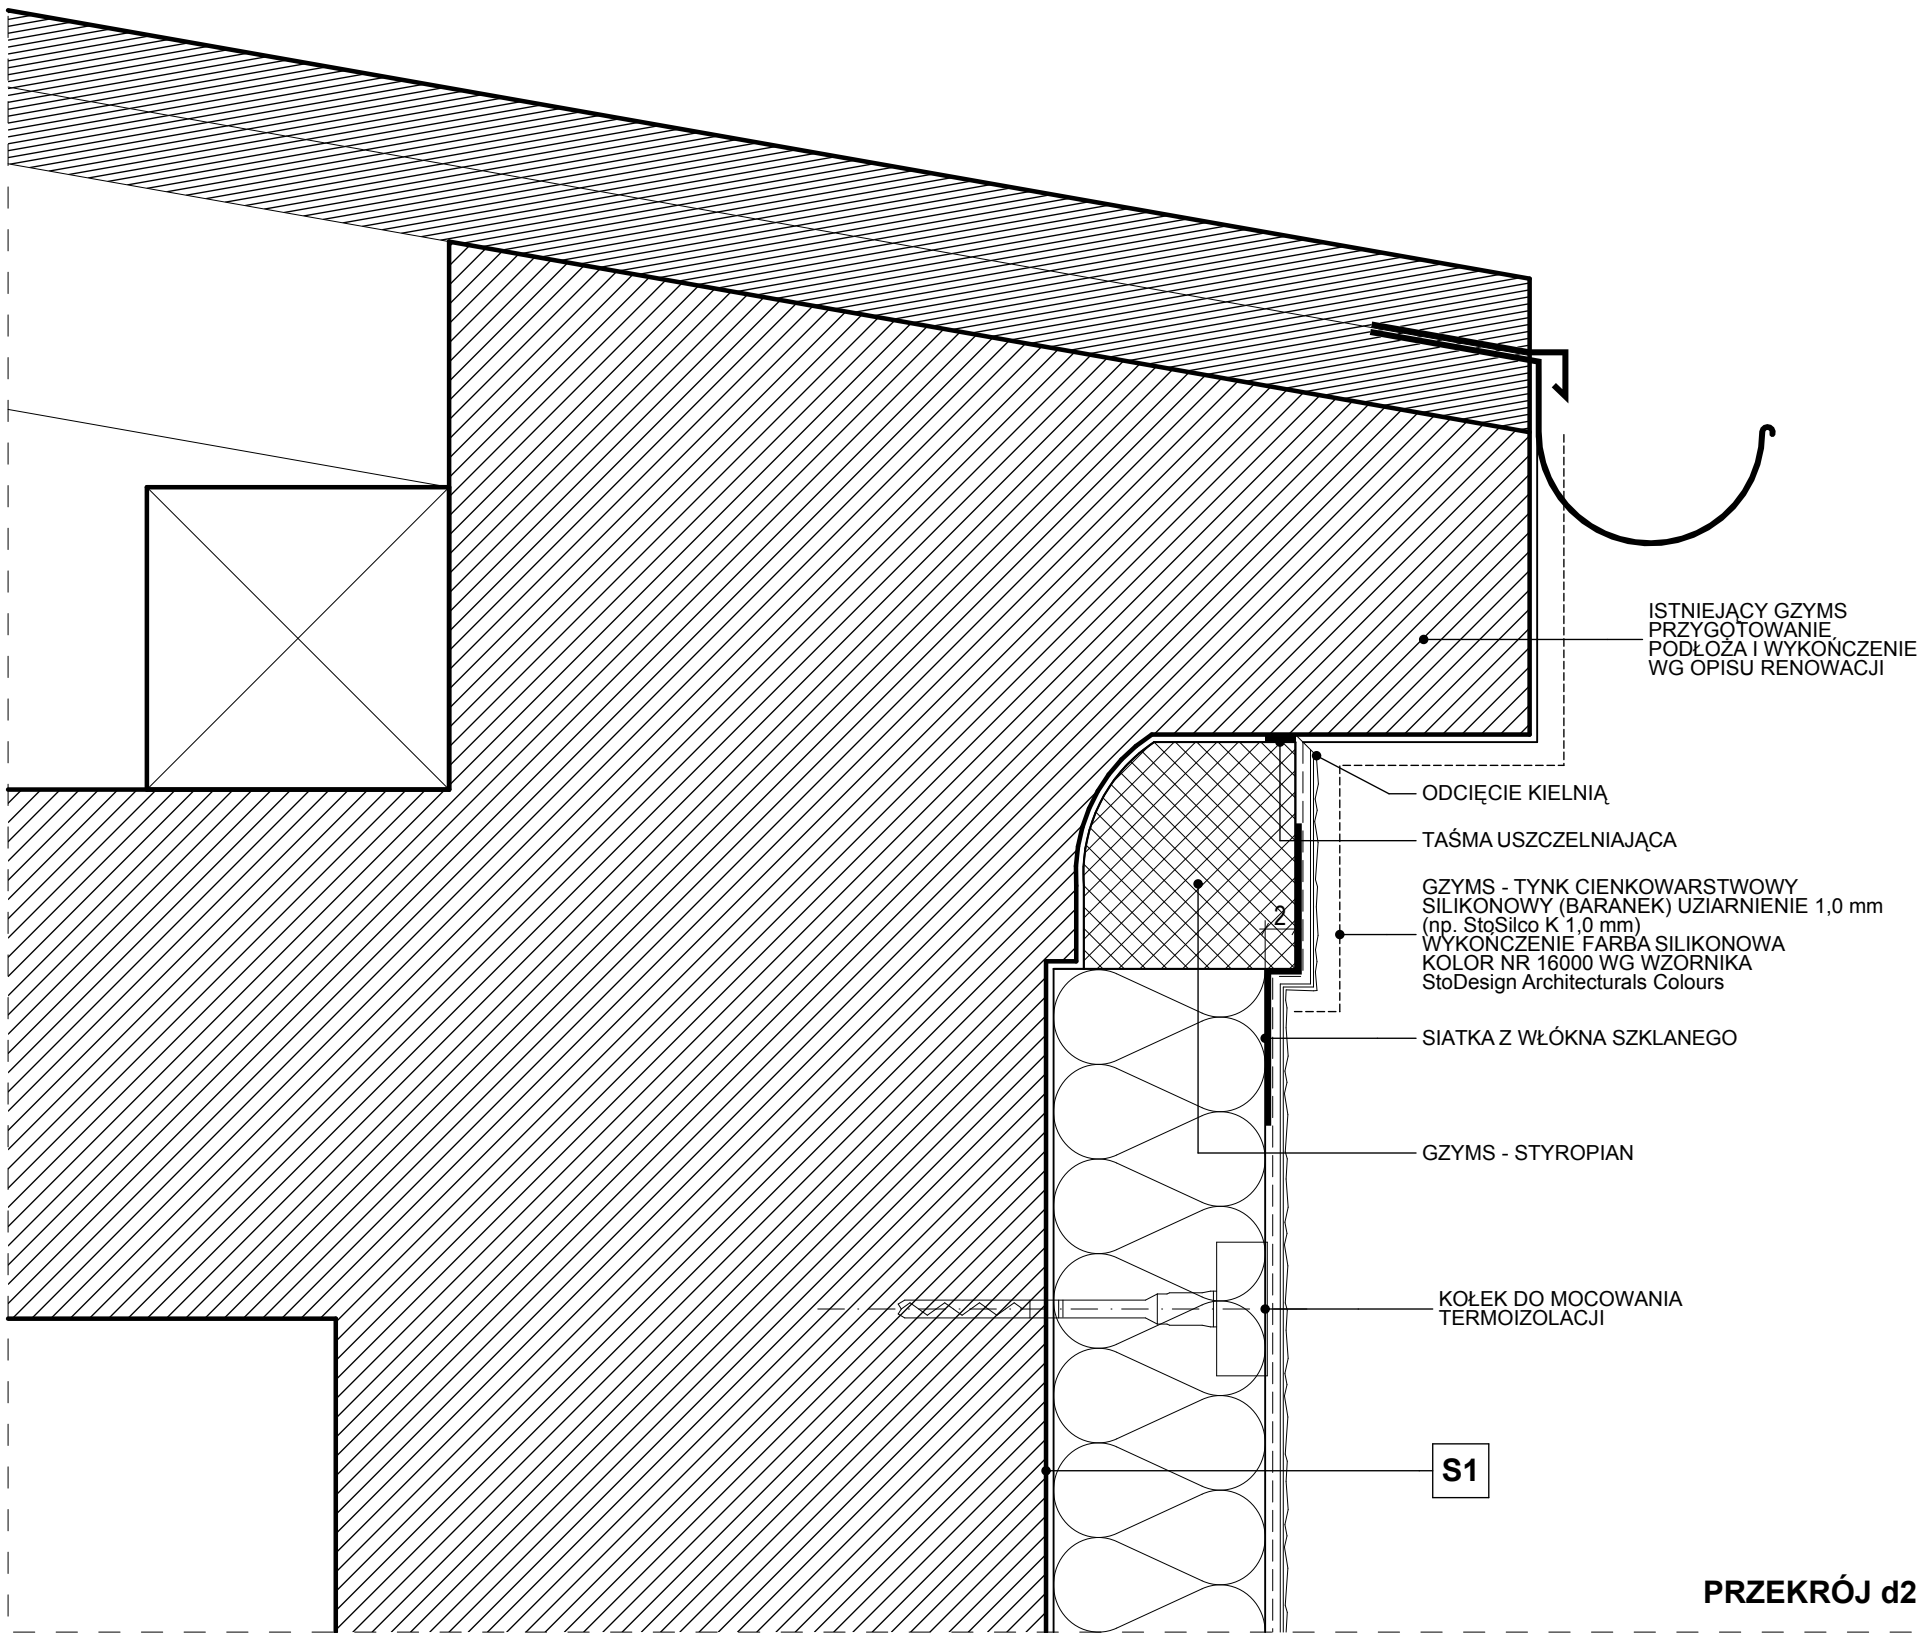 ISTNIEJĄCY GZYMS
PRZYGOTOWANIE
PODŁOŻA I WYKOŃCZENIE
WG OPISU RENOWACJI
ODCIĘCIE KIELNIĄ
TAŚMA USZCZELNIAJĄCA
GZYMS - TYNK CIENKOWARSTWOWY
SILIKONOWY (BARANEK) UZIARNIENIE 1,0 mm
(np. StoSilco K 1,0 mm)
WYKOŃCZENIE FARBA SILIKONOWA
KOLOR NR 16000 WG WZORNIKA
StoDesign Architecturals Colours
2
SIATKA Z WŁÓKNA SZKLANEGO
GZYMS - STYROPIAN
KOŁEK DO MOCOWANIA
TERMOIZOLACJI
S1
PRZEKRÓJ d2